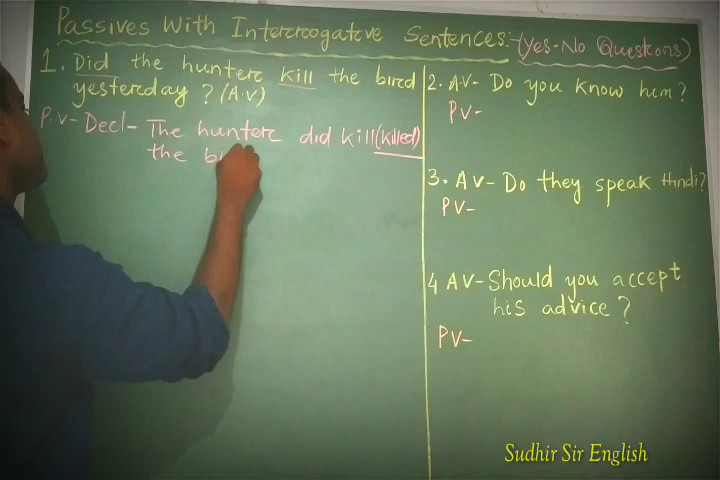 Passives With Interrogative Sentences:-(Yes-No Questions)
1. Did the hunter kill the bird
yesterday ? (A.V)
P.V- Decl- The hunter did kill (killed)
the bi
2. A.V- Do you know him?
PV-
3. AV- Do they speak Hindi?
PV-
4 AV- Should you accept
his advice ?
PV-
Sudhir Sir English